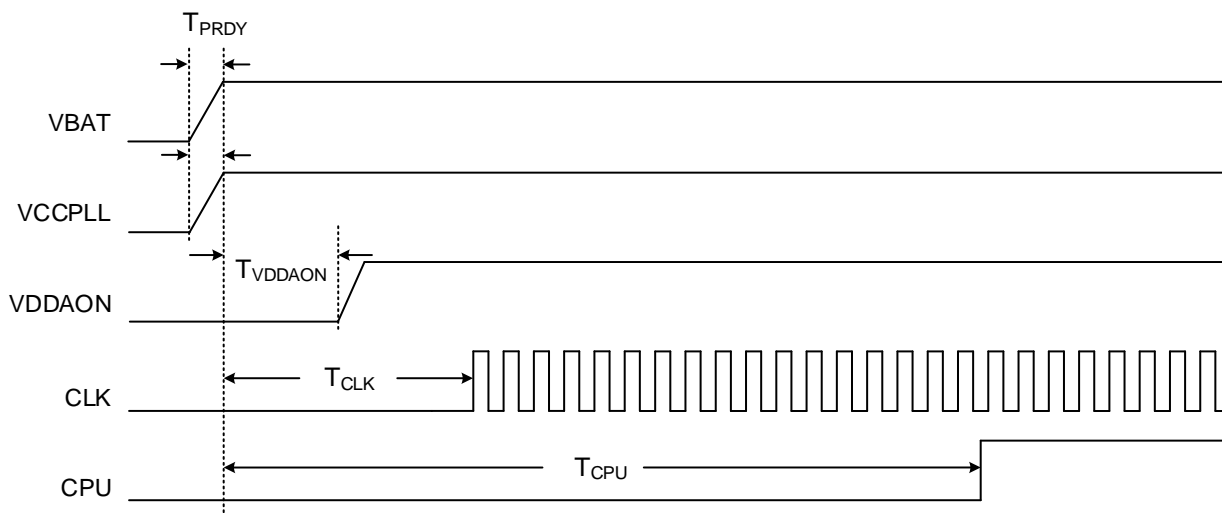 TPRDY
VBAT
VCCPLL
TVDDAON
VDDAON
TCLK
CLK
TCPU
CPU